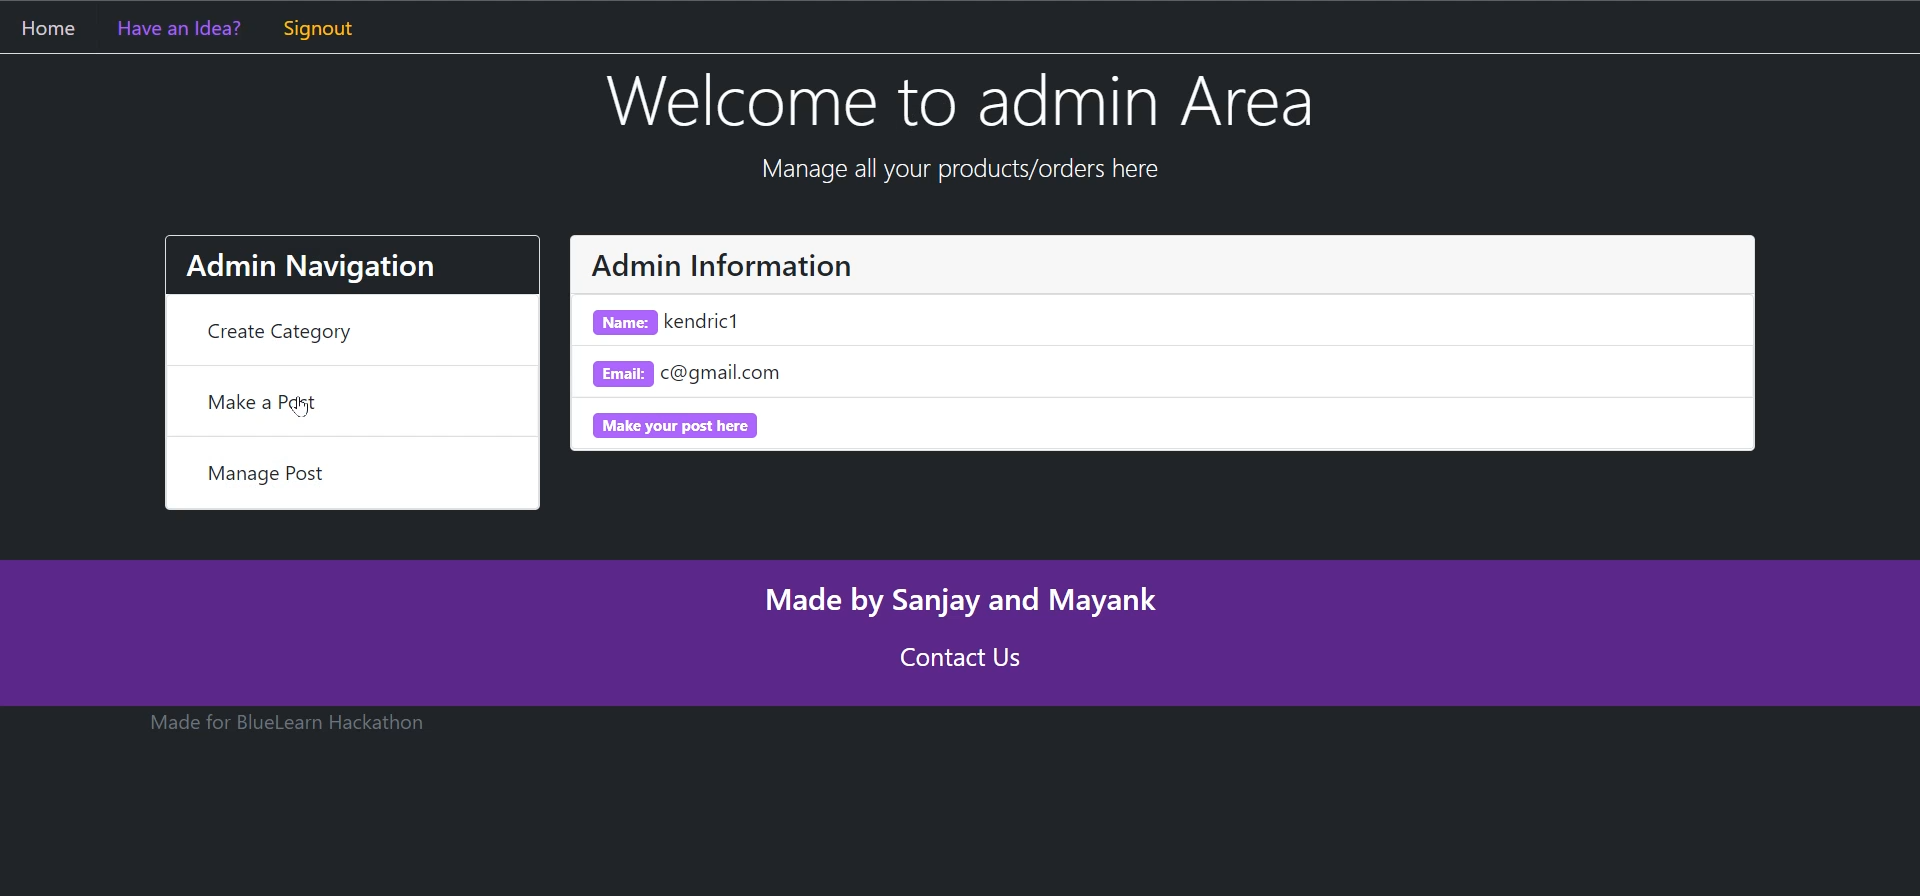 Home Have an Idea? Signout
Welcome to admin Area
Manage all your products/orders here
Admin Navigation
Create Category
Make a Post
Manage Post
Admin Information
Name: kendric1
Email: c@gmail.com
Make your post here
Made by Sanjay and Mayank
Contact Us
Made for BlueLearn Hackathon